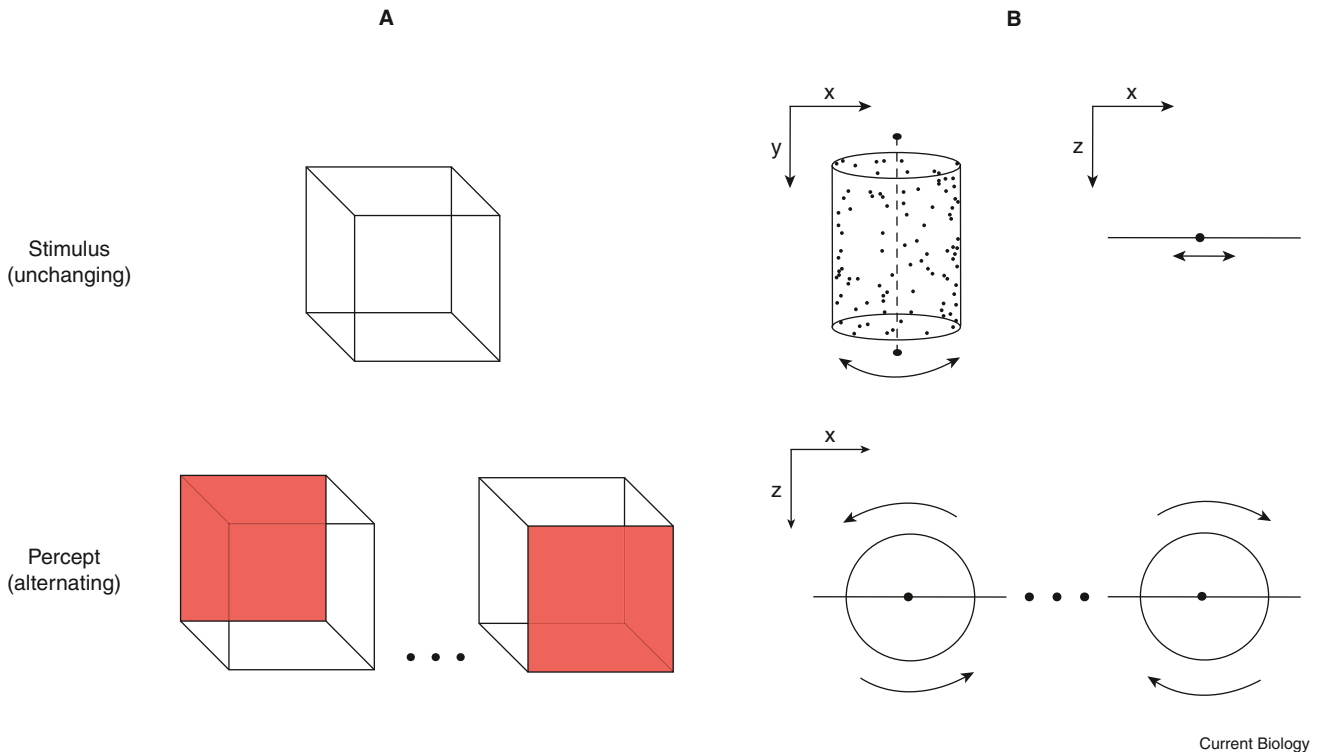 A
B
x
y
x
z
Stimulus
(unchanging)
x
z
Percept
(alternating)
Current Biology